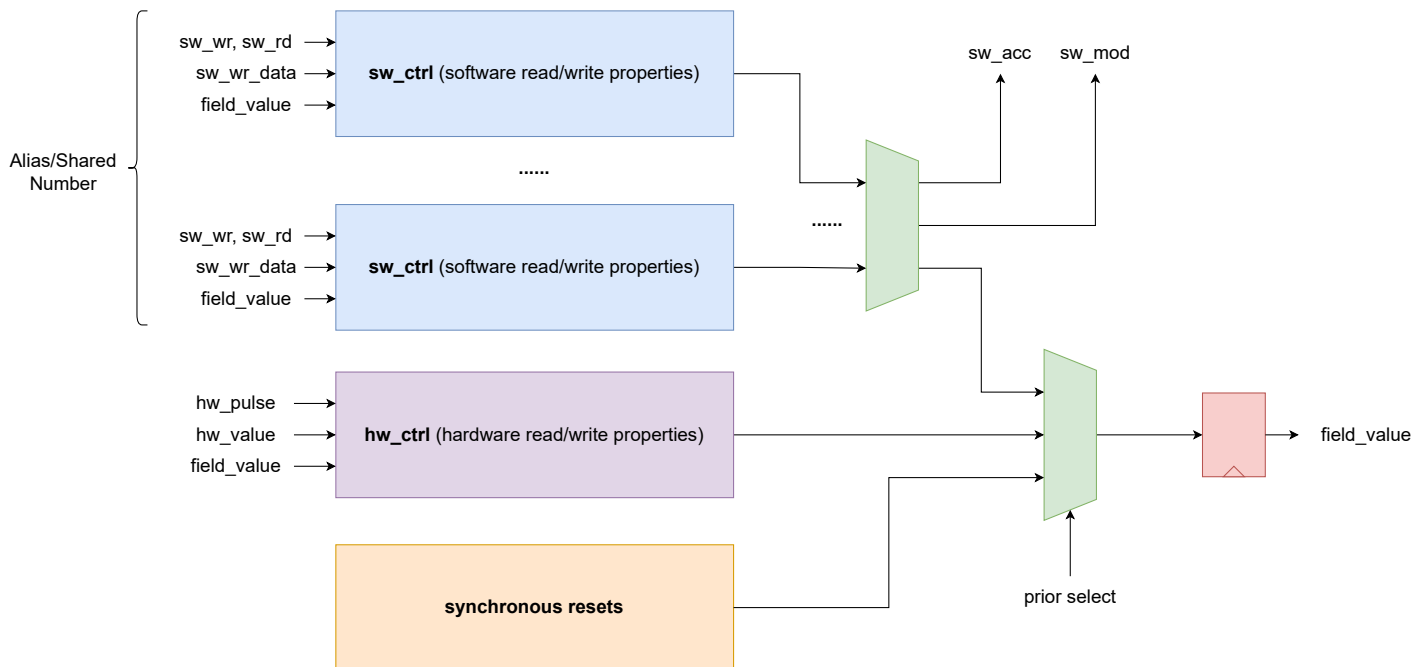 sw_wr, sw_rd
sw_wr_data
field_value
sw_ctrl (software read/write properties)
sw_acc
sw_mod
Alias/Shared
Number
......
......
sw_wr, sw_rd
sw_wr_data
field_value
sw_ctrl (software read/write properties)
hw_pulse
hw_value
field_value
hw_ctrl (hardware read/write properties)
field_value
synchronous resets
prior select